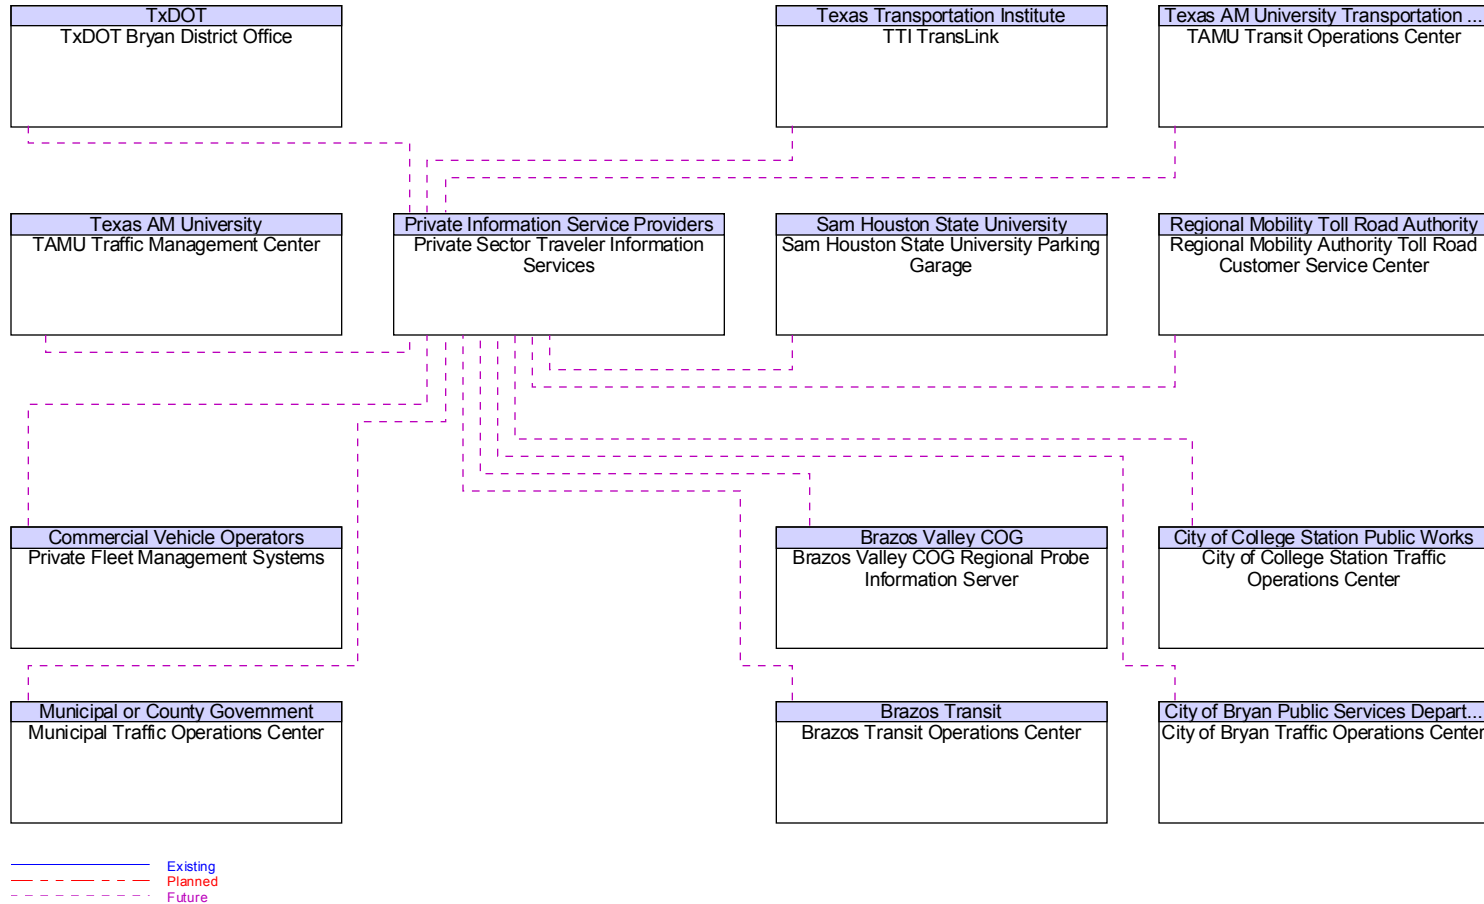 TxDOT
TxDOT Bryan District Office
Texas Transportation Institute
TTI TransLink
Texas AM University Transportation ...
TAMU Transit Operations Center
Texas AM University
TAMU Traffic Management Center
Private Information Service Providers
Private Sector Traveler Information
Services
Sam Houston State University
Sam Houston State University Parking
Garage
Regional Mobility Toll Road Authority
Regional Mobility Authority Toll Road
Customer Service Center
Commercial Vehicle Operators
Private Fleet Management Systems
Brazos Valley COG
Brazos Valley COG Regional Probe
Information Server
City of College Station Public Works
City of College Station Traffic
Operations Center
Municipal or County Government
Municipal Traffic Operations Center
Brazos Transit
Brazos Transit Operations Center
City of Bryan Public Services Depart...
City of Bryan Traffic Operations Center
Existing
Planned
Future